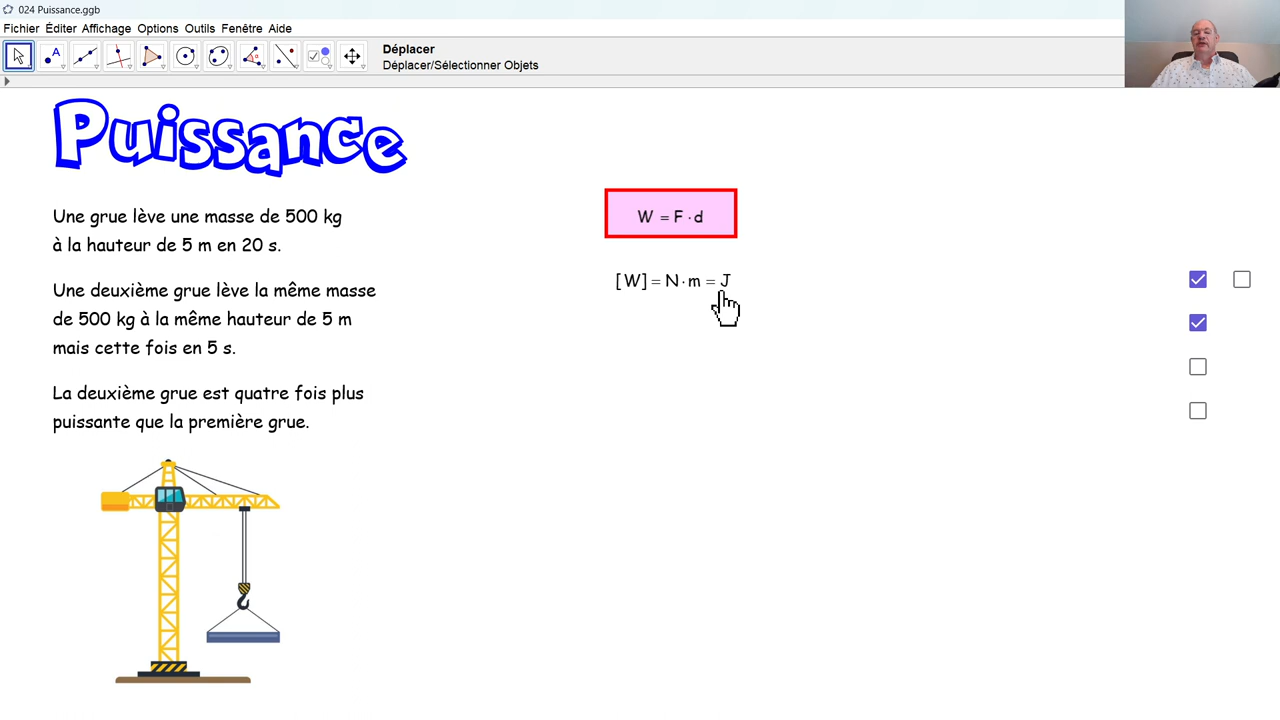 024 Puissance.ggb
Fichier Éditer Affichage Options Outils Fenêtre Aide
A
Déplacer
Déplacer/Sélectionner Objets
Puissance
Une grue lève une masse de 500 kg
à la hauteur de 5 m en 20 s.
Une deuxième grue lève la même masse
de 500 kg à la même hauteur de 5 m
mais cette fois en 5 s.
La deuxième grue est quatre fois plus
puissante que la première grue.
W = F · d
[W] = N · m = J